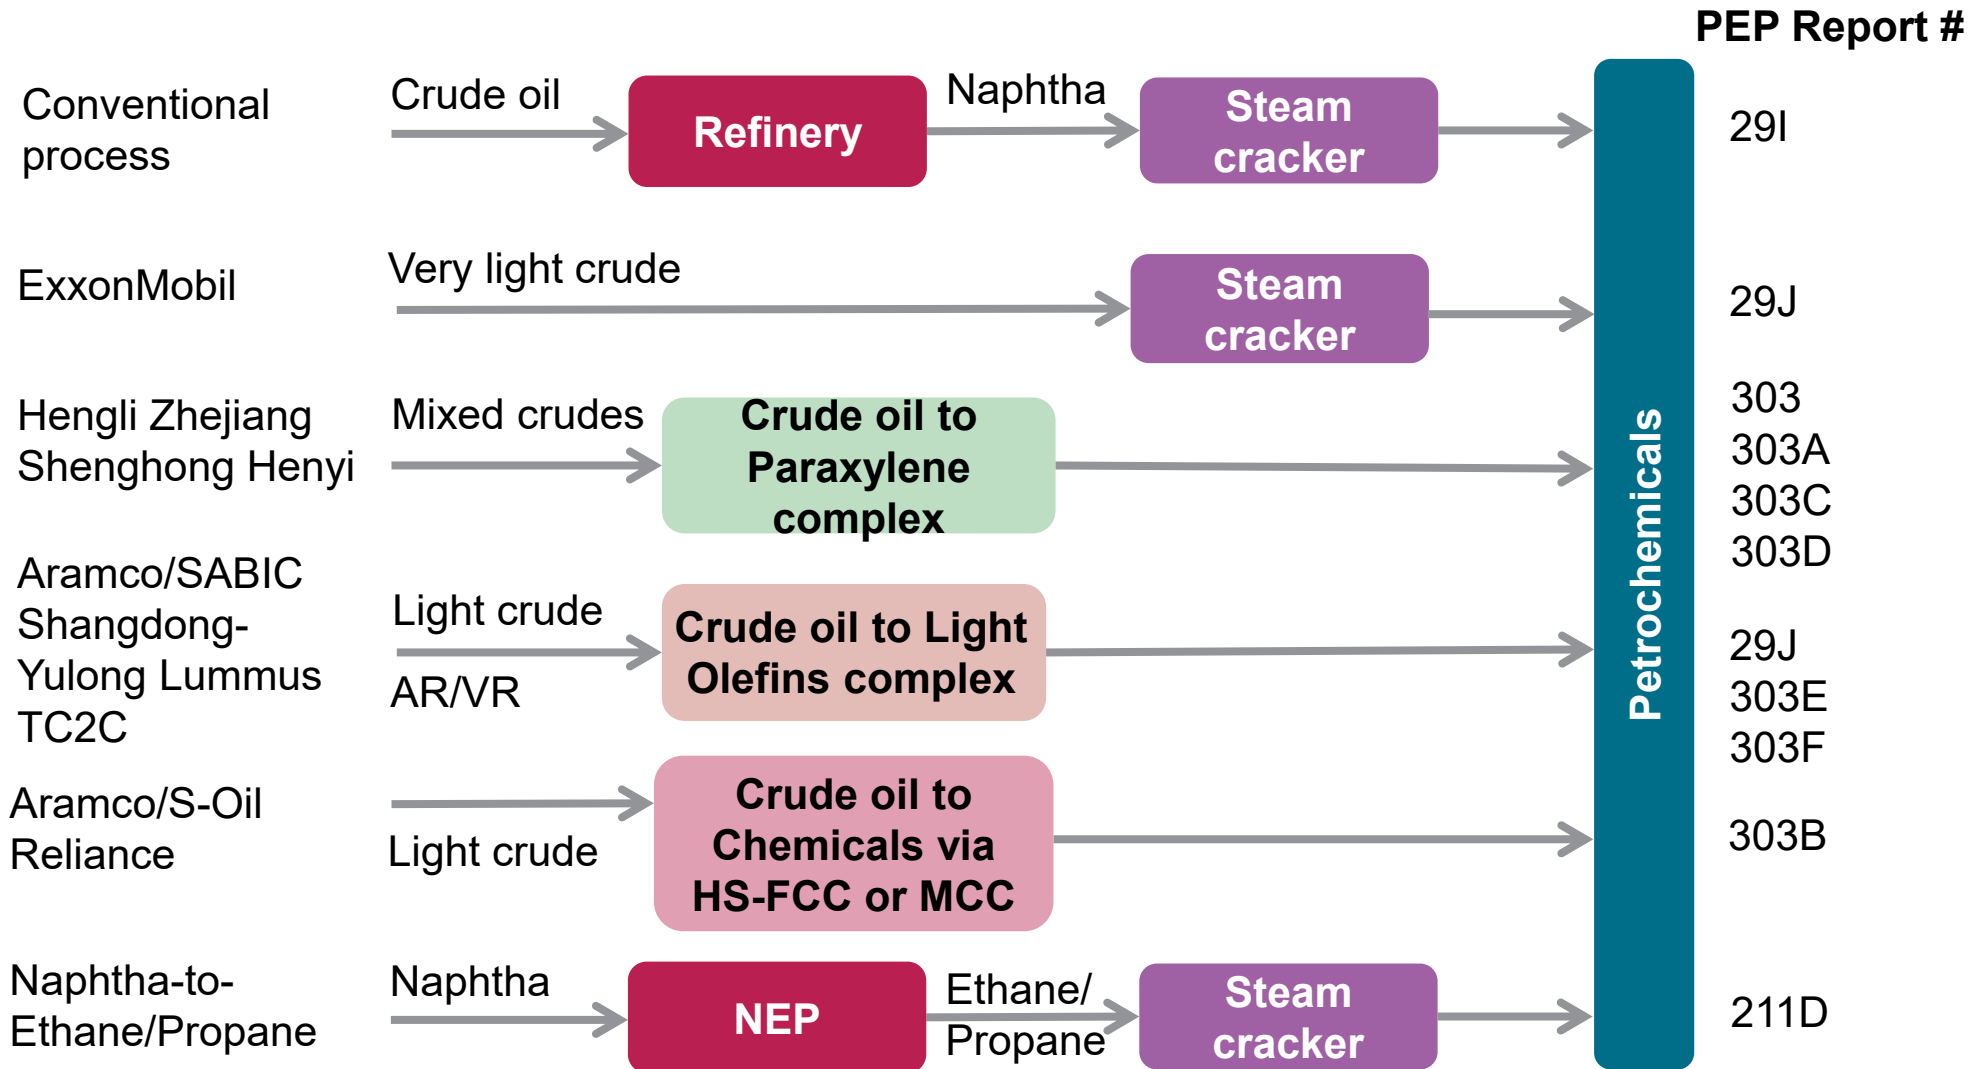 PEP Report #
Conventional
process
Crude oil
Refinery
Naphtha
Steam
cracker
29I
ExxonMobil
Very light crude
Steam
cracker
29J
Hengli Zhejiang
Shenghong Henyi
Mixed crudes
Crude oil to
Paraxylene
complex
303
303A
303C
303D
Petrochemicals
Aramco/SABIC
Shangdong-
Yulong Lummus
TC2C
Light crude
AR/VR
Crude oil to Light
Olefins complex
29J
303E
303F
Aramco/S-Oil
Reliance
Light crude
Crude oil to
Chemicals via
HS-FCC or MCC
303B
Naphtha-to-
Ethane/Propane
Naphtha
NEP
Ethane/
Propane
Steam
cracker
211D